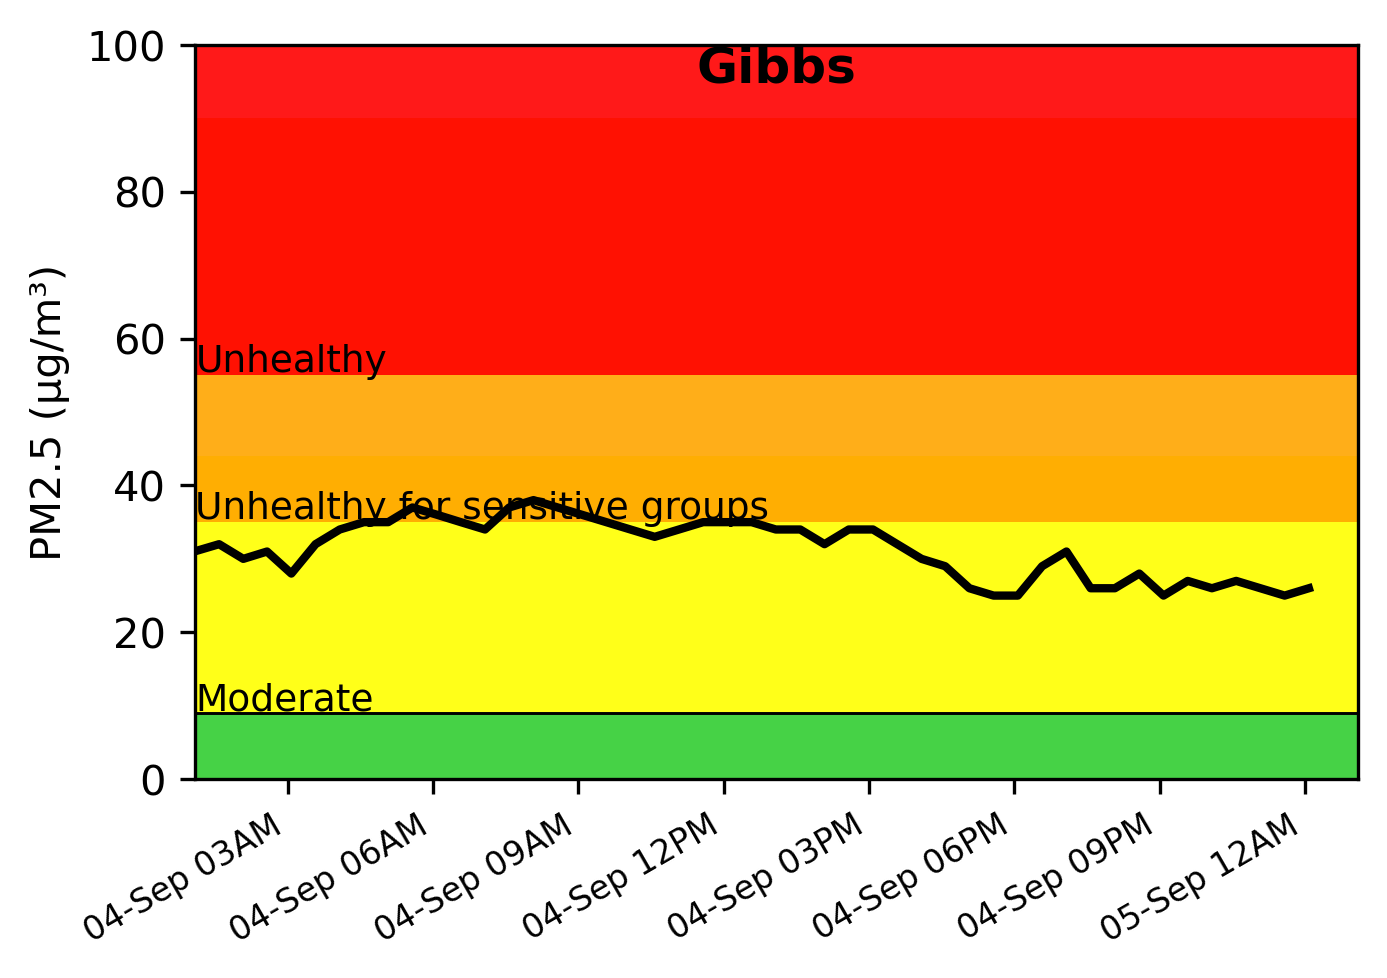 Gibbs
PM2.5 (µg/m³)
100
80
60
40
20
0
Unhealthy
Unhealthy for sensitive groups
Moderate
04-Sep 03AM
04-Sep 06AM
04-Sep 09AM
04-Sep 12PM
04-Sep 03PM
04-Sep 06PM
04-Sep 09PM
05-Sep 12AM